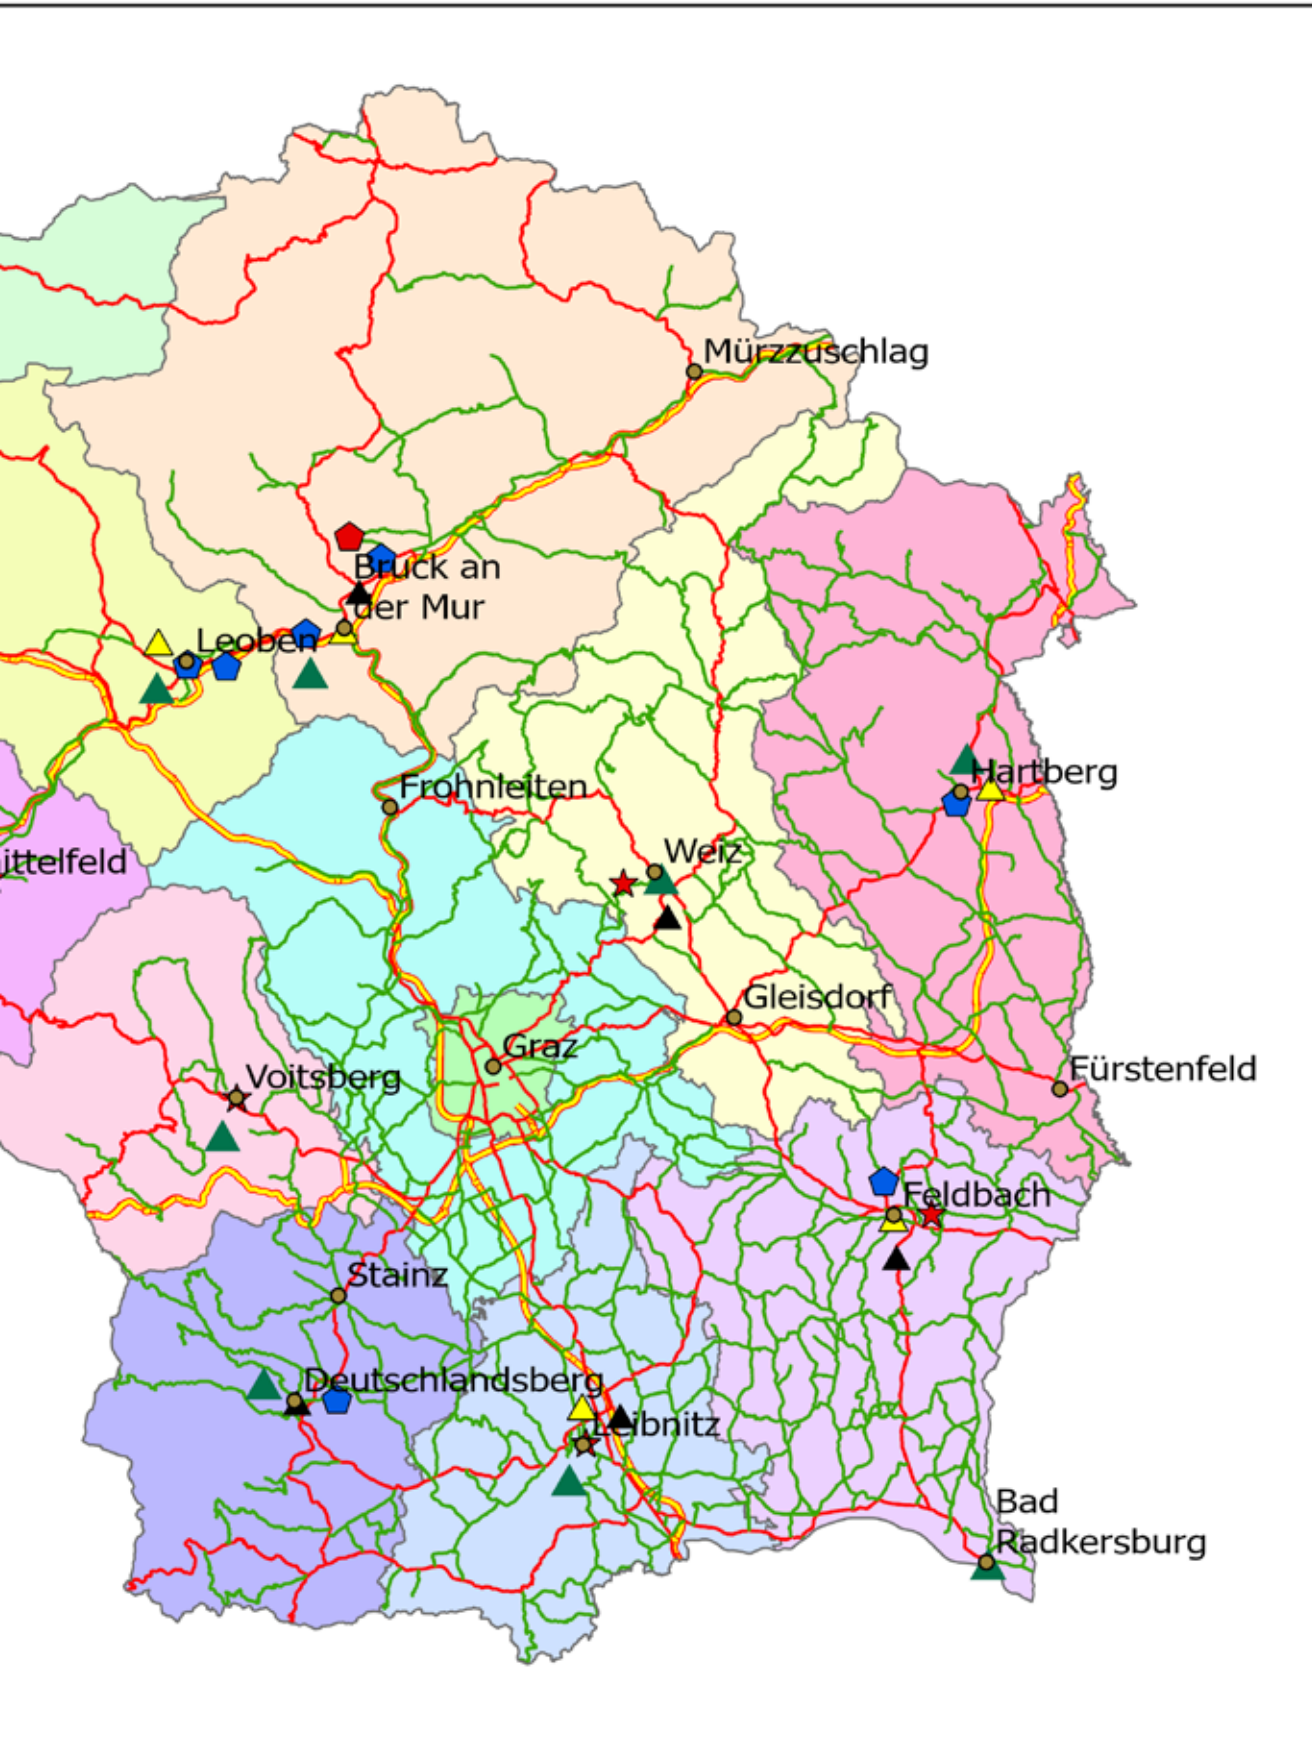 Mürzzuschlag
Bruck an
der Mur
Leoben
Hartberg
Frohnleiten
Weiz
ittelfeld
Gleisdorf
Graz
Fürstenfeld
Voitsberg
Feldbach
Stainz
Deutschlandsberg
Leibnitz
Bad
Radkersburg